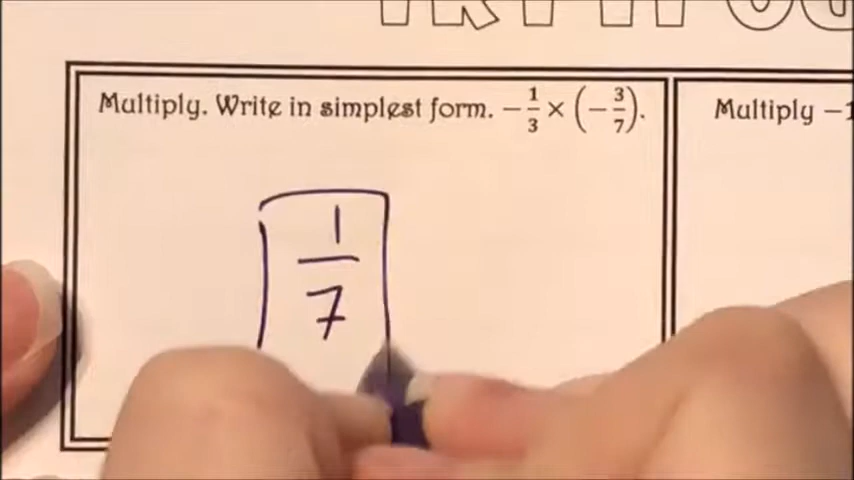 Multiply. Write in simplest form. −1/3 × (−3/7).
Multiply −1
1/7